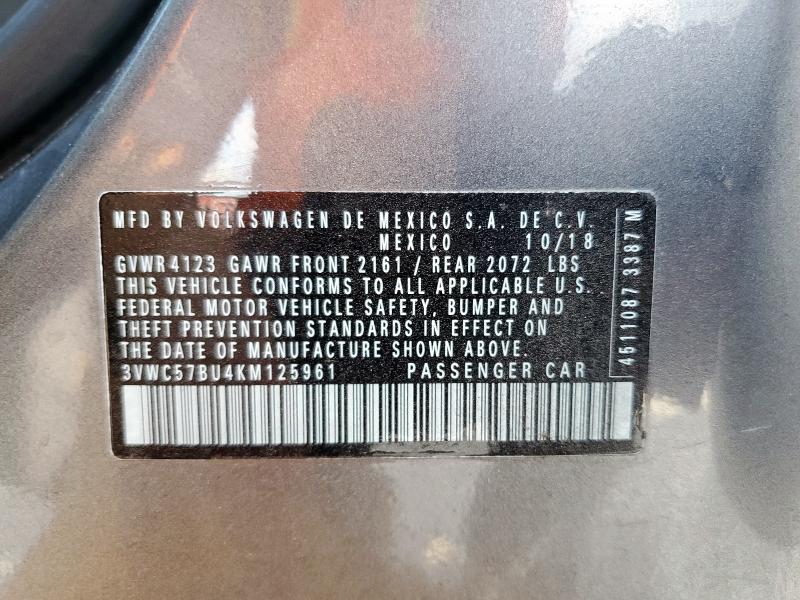 MFD BY VOLKSWAGEN DE MEXICO S.A. DE C.V.
MEXICO 10/18
GVWR 4123 GAWR FRONT 2161 / REAR 2072 LBS
THIS VEHICLE CONFORMS TO ALL APPLICABLE U.S.
FEDERAL MOTOR VEHICLE SAFETY, BUMPER AND
THEFT PREVENTION STANDARDS IN EFFECT ON
THE DATE OF MANUFACTURE SHOWN ABOVE.
3VWC57BU4KM125961 PASSENGER CAR
4511087 3387 M